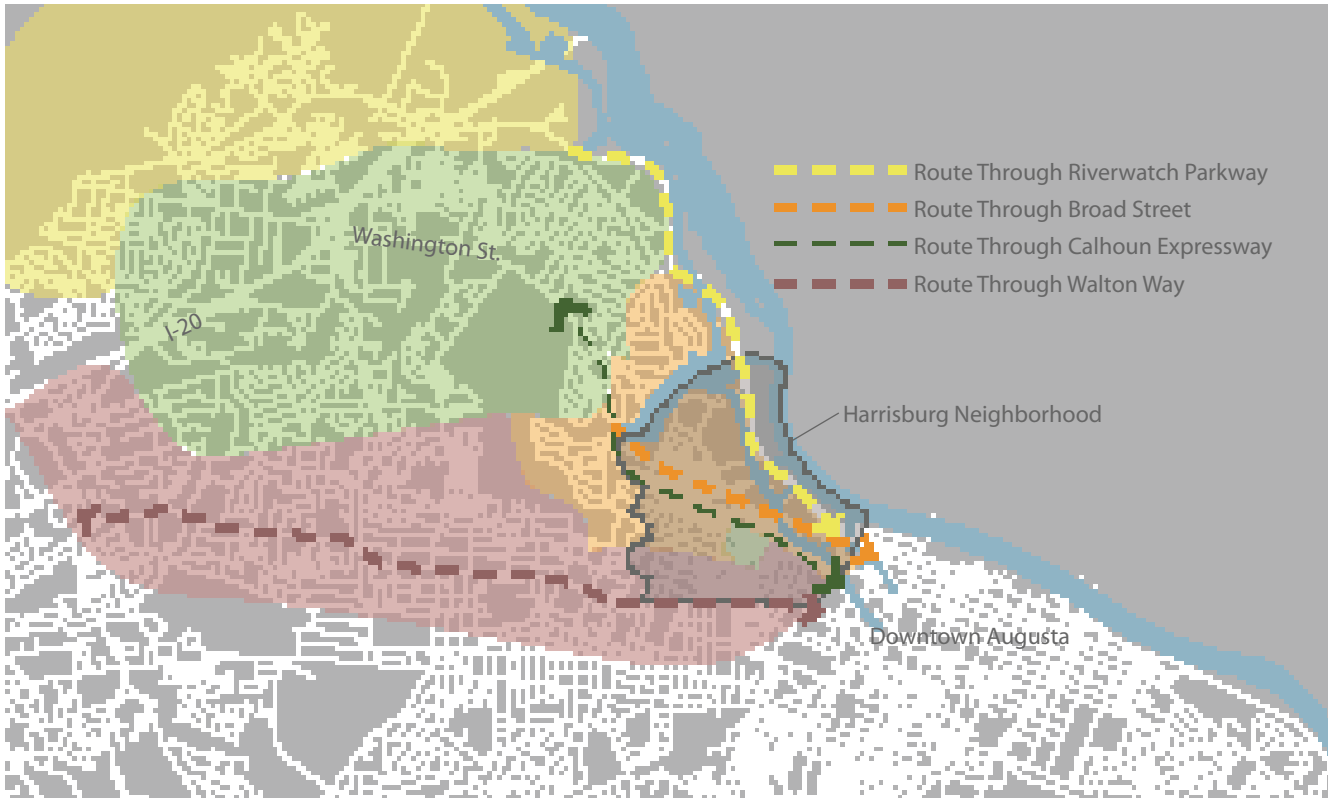 Route Through Riverwatch Parkway
Route Through Broad Street
Route Through Calhoun Expressway
Route Through Walton Way
Washington St.
I-20
Harrisburg Neighborhood
Downtown Augusta